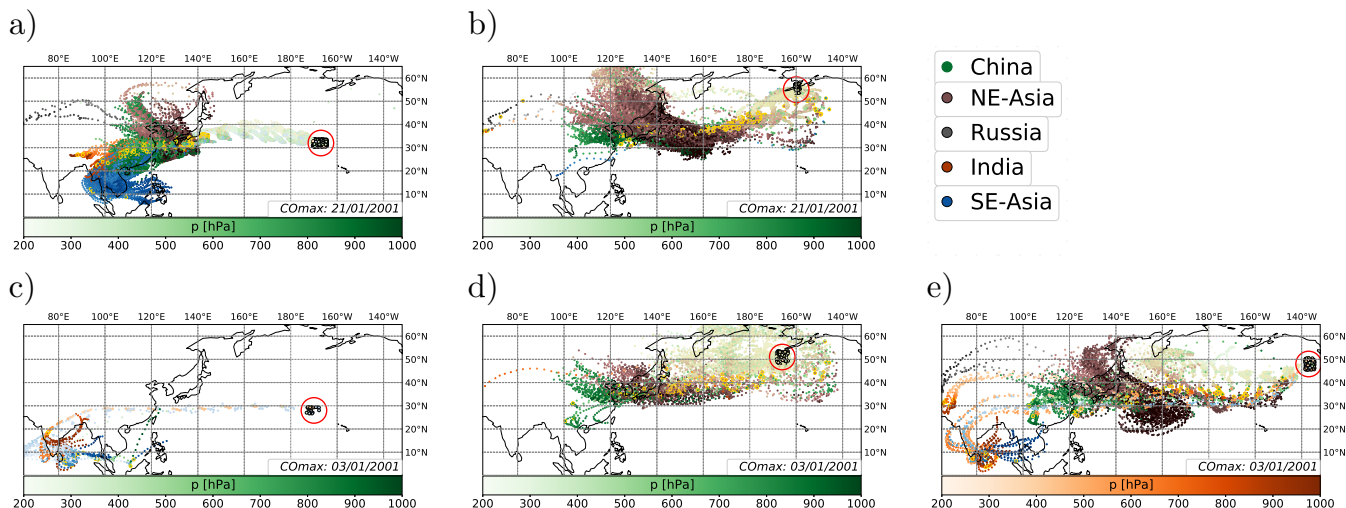 a)
80°E 100°E 120°E 140°E 160°E 180° 160°W 140°W
60°N
50°N
40°N
30°N
20°N
10°N
COmax: 21/01/2001
p [hPa]
200 300 400 500 600 700 800 900 1000
b)
80°E 100°E 120°E 140°E 160°E 180° 160°W 140°W
60°N
50°N
40°N
30°N
20°N
10°N
COmax: 21/01/2001
p [hPa]
200 300 400 500 600 700 800 900 1000
China
NE-Asia
Russia
India
SE-Asia
c)
80°E 100°E 120°E 140°E 160°E 180° 160°W 140°W
60°N
50°N
40°N
30°N
20°N
10°N
COmax: 03/01/2001
p [hPa]
200 300 400 500 600 700 800 900 1000
d)
80°E 100°E 120°E 140°E 160°E 180° 160°W 140°W
60°N
50°N
40°N
30°N
20°N
10°N
COmax: 03/01/2001
p [hPa]
200 300 400 500 600 700 800 900 1000
e)
80°E 100°E 120°E 140°E 160°E 180° 160°W 140°W
60°N
50°N
40°N
30°N
20°N
10°N
COmax: 03/01/2001
p [hPa]
200 300 400 500 600 700 800 900 1000